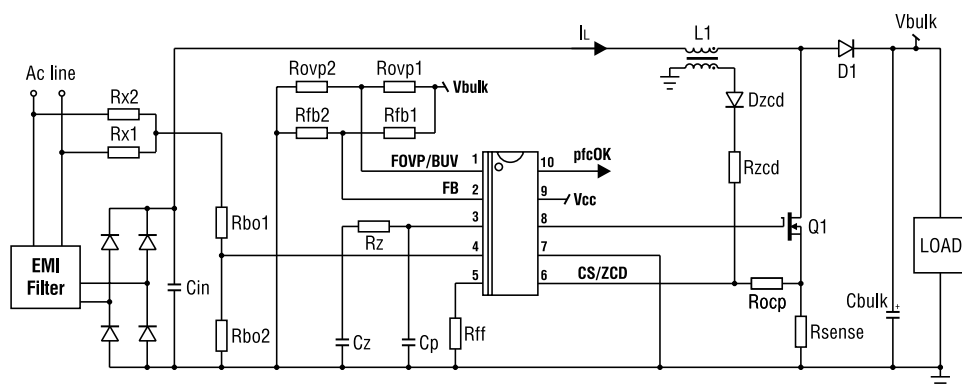 IL
L1
Vbulk
Ac line
Rovp2
Rovp1
Vbulk
D1
Rx2
Rfb2
Rfb1
Dzcd
Rx1
FOVP/BUV
1
10
pfcOK
Rzcd
FB
2
9
Vcc
Rbo1
Rz
3
8
Q1
4
7
LOAD
EMI
Filter
Cin
5
6
CS/ZCD
Rocp
Cbulk
+
Rbo2
Cz
Cp
Rff
Rsense